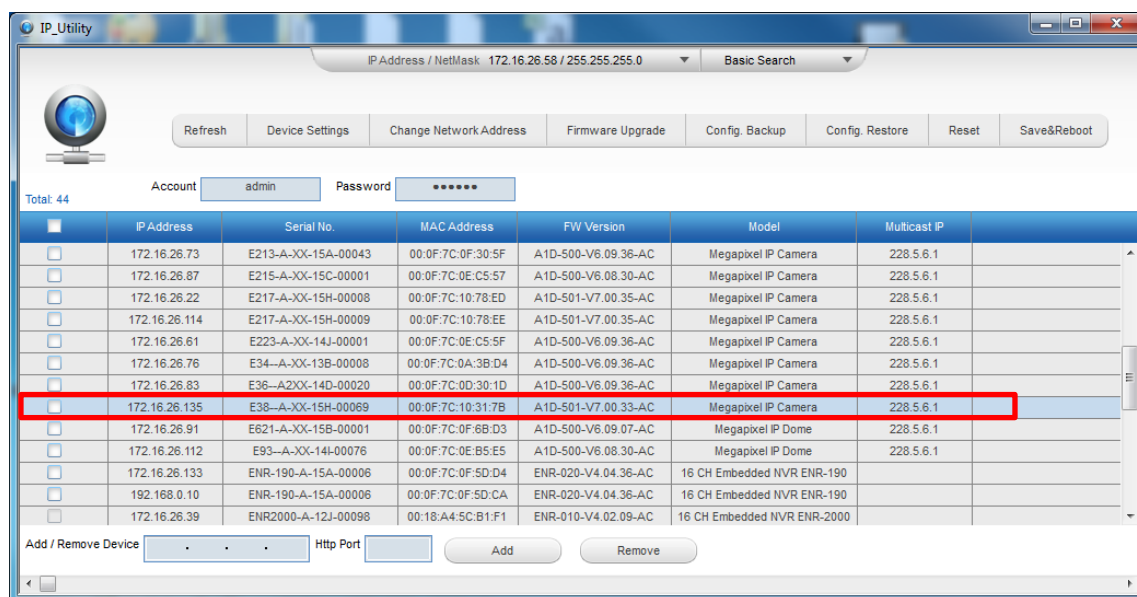 IP_Utility
IP Address / NetMask 172.16.26.58 / 255.255.255.0 Basic Search
Refresh Device Settings Change Network Address Firmware Upgrade Config. Backup Config. Restore Reset Save&Reboot
Account admin Password ●●●●●●
Total: 44
IP Address Serial No. MAC Address FW Version Model Multicast IP
172.16.26.73 E213-A-XX-15A-00043 00:0F:7C:0F:30:5F A1D-500-V6.09.36-AC Megapixel IP Camera 228.5.6.1
172.16.26.87 E215-A-XX-15C-00001 00:0F:7C:0E:C5:57 A1D-500-V6.08.30-AC Megapixel IP Camera 228.5.6.1
172.16.26.22 E217-A-XX-15H-00008 00:0F:7C:10:78:ED A1D-501-V7.00.35-AC Megapixel IP Camera 228.5.6.1
172.16.26.114 E217-A-XX-15H-00009 00:0F:7C:10:78:EE A1D-501-V7.00.35-AC Megapixel IP Camera 228.5.6.1
172.16.26.61 E223-A-XX-14J-00001 00:0F:7C:0E:C5:5F A1D-500-V6.09.36-AC Megapixel IP Camera 228.5.6.1
172.16.26.76 E34--A-XX-13B-00008 00:0F:7C:0A:3B:D4 A1D-500-V6.09.36-AC Megapixel IP Camera 228.5.6.1
172.16.26.83 E36--A2XX-14D-00020 00:0F:7C:0D:30:1D A1D-500-V6.09.36-AC Megapixel IP Camera 228.5.6.1
172.16.26.135 E38--A-XX-15H-00069 00:0F:7C:10:31:7B A1D-501-V7.00.33-AC Megapixel IP Camera 228.5.6.1
172.16.26.91 E621-A-XX-15B-00001 00:0F:7C:0F:6B:D3 A1D-500-V6.09.07-AC Megapixel IP Dome 228.5.6.1
172.16.26.112 E93--A-XX-14I-00076 00:0F:7C:0E:B5:E5 A1D-500-V6.08.30-AC Megapixel IP Dome 228.5.6.1
172.16.26.133 ENR-190-A-15A-00006 00:0F:7C:0F:5D:D4 ENR-020-V4.04.36-AC 16 CH Embedded NVR ENR-190
192.168.0.10 ENR-190-A-15A-00006 00:0F:7C:0F:5D:CA ENR-020-V4.04.36-AC 16 CH Embedded NVR ENR-190
172.16.26.39 ENR2000-A-12J-00098 00:18:A4:5C:B1:F1 ENR-010-V4.02.09-AC 16 CH Embedded NVR ENR-2000
Add / Remove Device . . . Http Port Add Remove